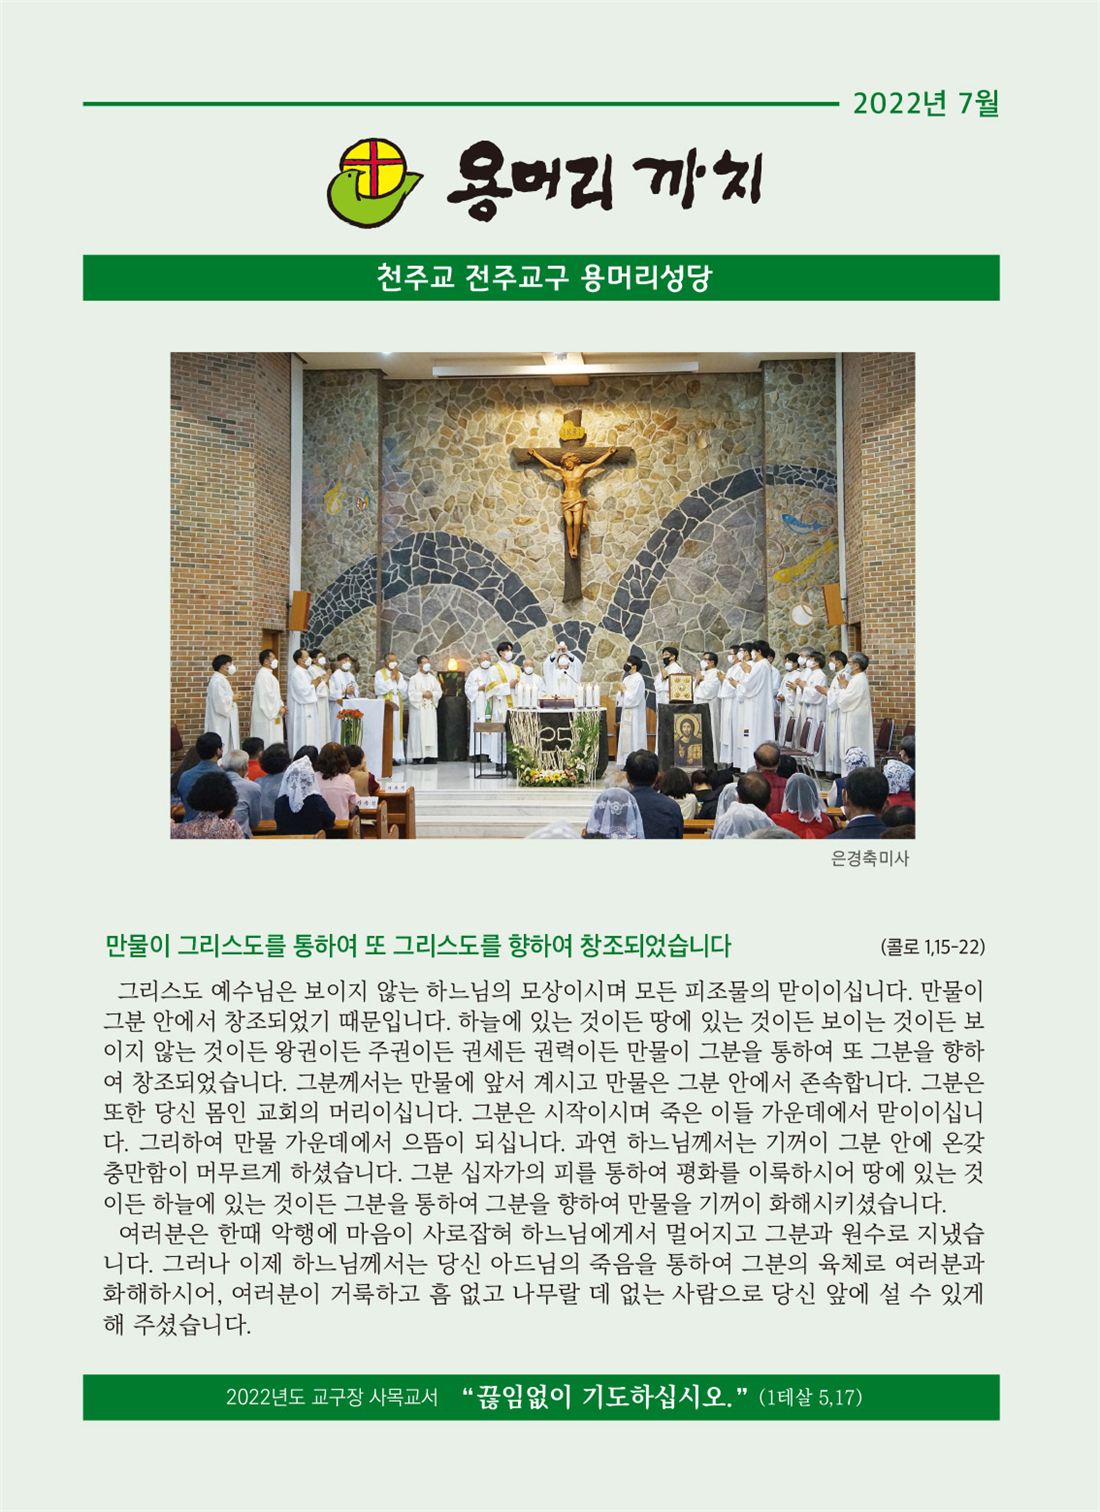 2022년 7월
용머리 까치
천주교 전주교구 용머리성당
25
은경축미사
만물이 그리스도를 통하여 또 그리스도를 향하여 창조되었습니다 (콜로 1,15-22)
그리스도 예수님은 보이지 않는 하느님의 모상이시며 모든 피조물의 맏이이십니다. 만물이
그분 안에서 창조되었기 때문입니다. 하늘에 있는 것이든 땅에 있는 것이든 보이는 것이든 보
이지 않는 것이든 왕권이든 주권이든 권세든 권력이든 만물이 그분을 통하여 또 그분을 향하
여 창조되었습니다. 그분께서는 만물에 앞서 계시고 만물은 그분 안에서 존속합니다. 그분은
또한 당신 몸인 교회의 머리이십니다. 그분은 시작이시며 죽은 이들 가운데에서 맏이이십니
다. 그리하여 만물 가운데에서 으뜸이 되십니다. 과연 하느님께서는 기꺼이 그분 안에 온갖
충만함이 머무르게 하셨습니다. 그분 십자가의 피를 통하여 평화를 이룩하시어 땅에 있는 것
이든 하늘에 있는 것이든 그분을 통하여 그분을 향하여 만물을 기꺼이 화해시키셨습니다.
여러분은 한때 악행에 마음이 사로잡혀 하느님에게서 멀어지고 그분과 원수로 지냈습
니다. 그러나 이제 하느님께서는 당신 아드님의 죽음을 통하여 그분의 육체로 여러분과
화해하시어, 여러분이 거룩하고 흠 없고 나무랄 데 없는 사람으로 당신 앞에 설 수 있게
해 주셨습니다.
2022년도 교구장 사목교서 “끊임없이 기도하십시오.” (1테살 5,17)